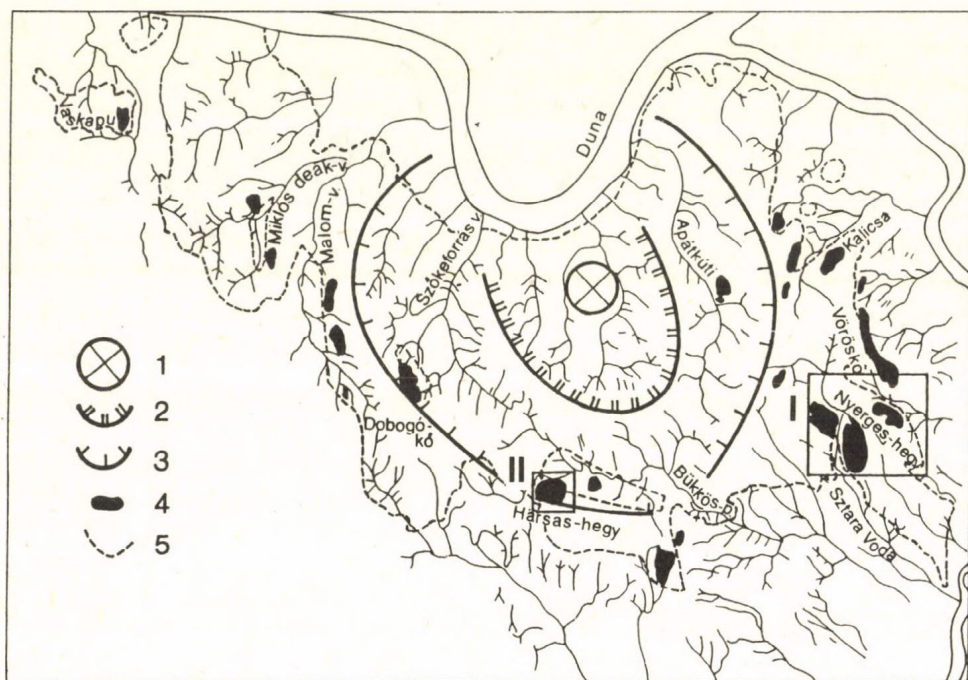 Duna
áskapu
Miklós deák-v.
Malom-v.
Szőkeforrás v.
Apátkúti
Kalicsa
Vöröskő
Nyerges-hegy
I
Dobogó-
kő
II
Hársas-hegy
Bükkös-p.
Sztara Voda
1
2
3
4
5